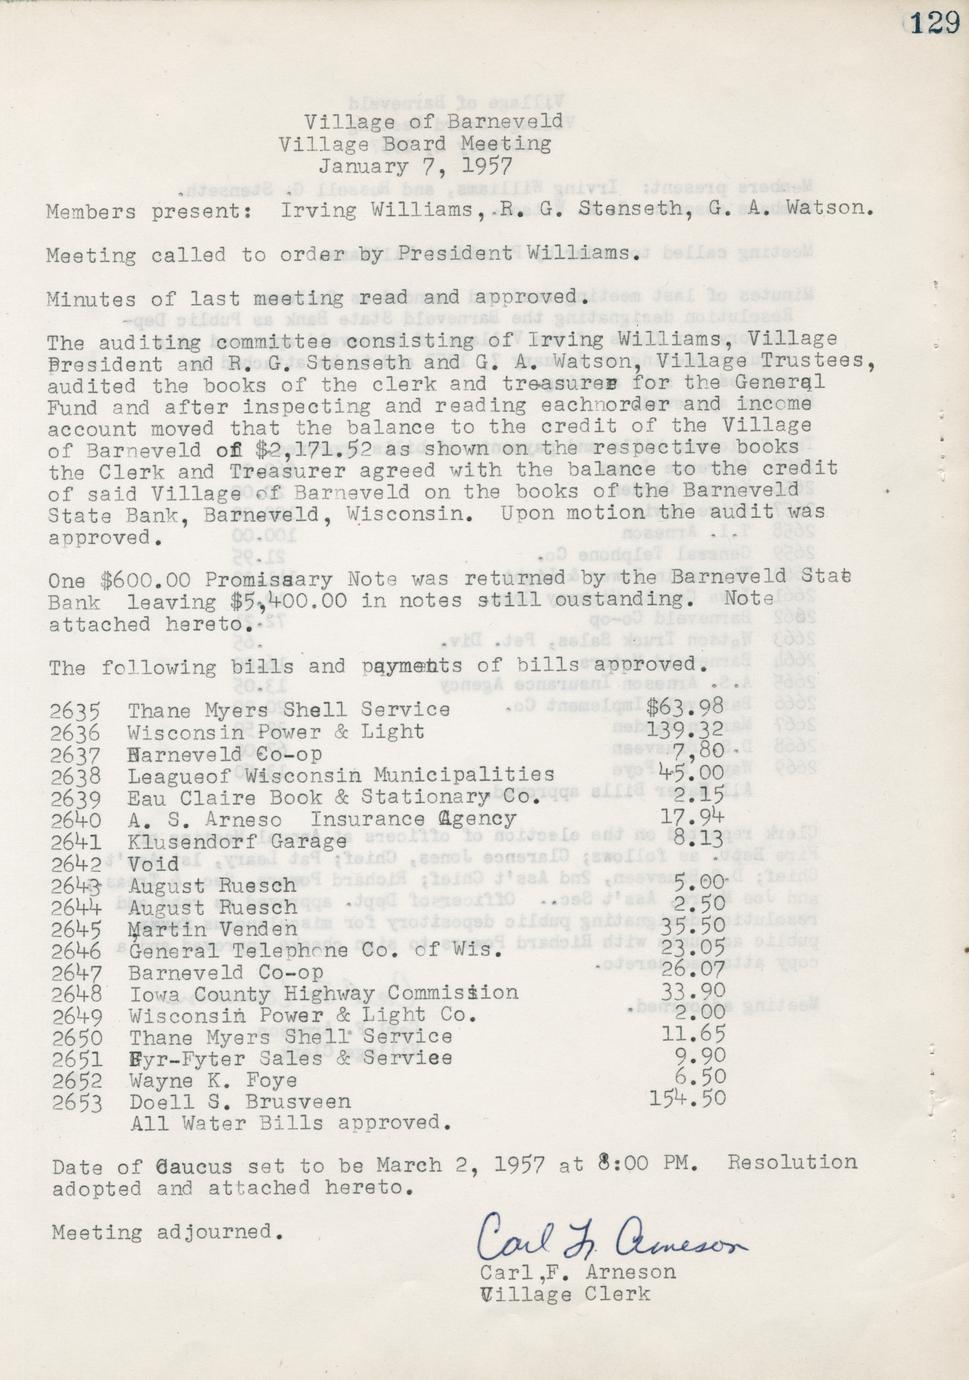 129
Village of Barneveld
Village Board Meeting
January 7, 1957
Members present:  Irving Williams, R. G. Stenseth, G. A. Watson.
Meeting called to order by President Williams.
Minutes of last meeting read and approved.
The auditing committee consisting of Irving Williams, Village
President and R. G. Stenseth and G. A. Watson, Village Trustees,
audited the books of the clerk and treasurer for the General
Fund and after inspecting and reading eachnorder and income
account moved that the balance to the credit of the Village
of Barneveld of $2,171.52 as shown on the respective books
the Clerk and Treasurer agreed with the balance to the credit
of said Village of Barneveld on the books of the Barneveld
State Bank, Barneveld, Wisconsin.  Upon motion the audit was
approved.
One $600.00 Promissary Note was returned by the Barneveld State
Bank  leaving $5,400.00 in notes still oustanding.  Note
attached hereto.
The following bills and payments of bills approved.
2635 Thane Myers Shell Service $63.98
2636 Wisconsin Power & Light 139.32
2637 Barneveld Co-op 7,80
2638 Leagueof Wisconsin Municipalities 45.00
2639 Eau Claire Book & Stationary Co. 2.15
2640 A. S. Arneso  Insurance Agency 17.94
2641 Klusendorf Garage 8.13
2642 Void
2643 August Ruesch 5.00
2644 August Ruesch 2.50
2645 Martin Venden 35.50
2646 General Telephone Co. of Wis. 23.05
2647 Barneveld Co-op 26.07
2648 Iowa County Highway Commission 33.90
2649 Wisconsin Power & Light Co. 2.00
2650 Thane Myers Shell Service 11.65
2651 Fyr-Fyter Sales & Service 9.90
2652 Wayne K. Foye 6.50
2653 Doell S. Brusveen 154.50
All Water Bills approved.
Date of Caucus set to be March 2, 1957 at 8:00 PM.  Resolution
adopted and attached hereto.
Meeting adjourned.
Carl F. Arneson
Carl,F. Arneson
Village Clerk